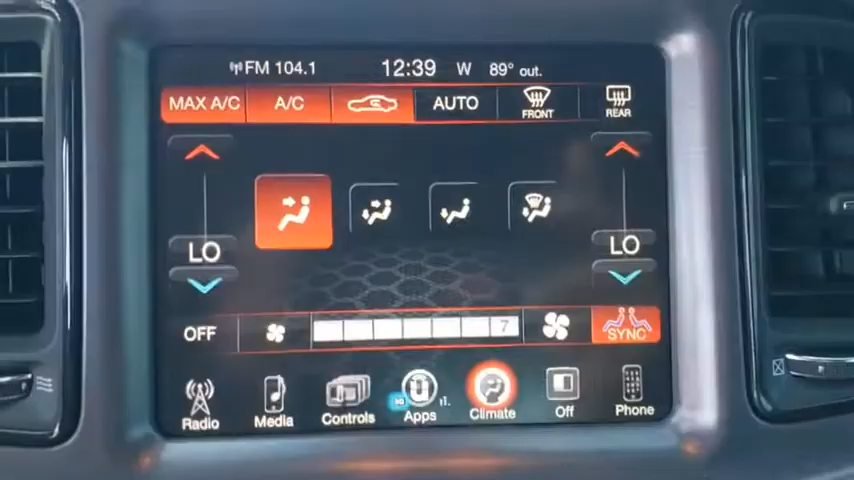 FM 104.1 12:39 W 89° out.
MAX A/C A/C AUTO FRONT REAR
LO LO
7
OFF SYNC
Radio Media Controls Apps Climate Off Phone